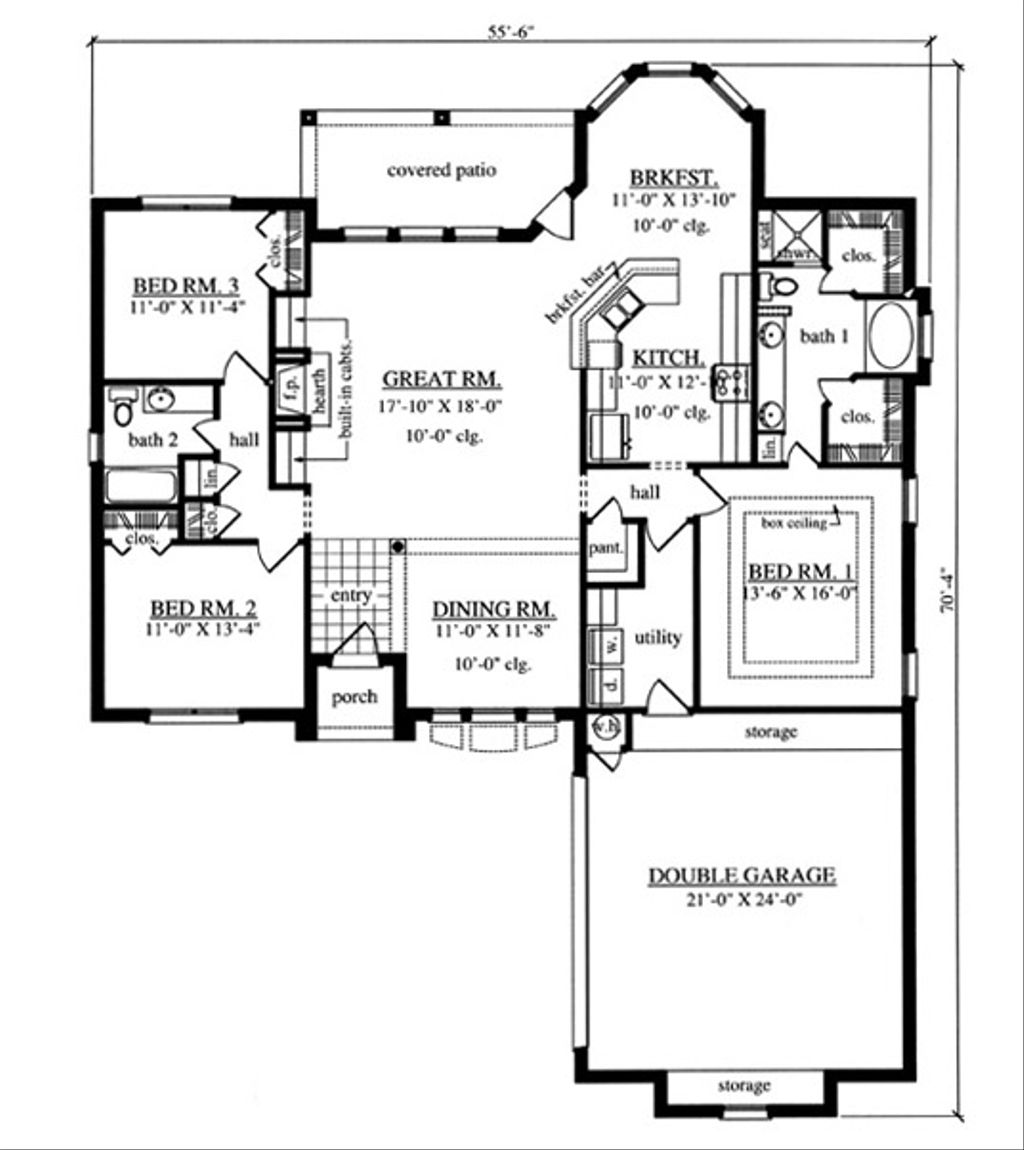 55'-6"
covered patio
BRKFST.
11'-0" X 13'-10"
10'-0" clg.
seat
shwr.
clos.
clos.
BED RM. 3
11'-0" X 11'-4"
brkfst. bar
bath 1
KITCH.
11'-0" X 12'-
10'-0" clg.
GREAT RM.
17'-10" X 18'-0"
10'-0" clg.
f.p.
hearth
built-in cabts.
clos.
lin.
bath 2
hall
lin.
clo.
clos.
hall
box ceiling
pant.
BED RM. 1
13'-6" X 16'-0"
70'-4"
entry
BED RM. 2
11'-0" X 13'-4"
DINING RM.
11'-0" X 11'-8"
10'-0" clg.
utility
w.
d.
porch
w.h.
storage
DOUBLE GARAGE
21'-0" X 24'-0"
storage